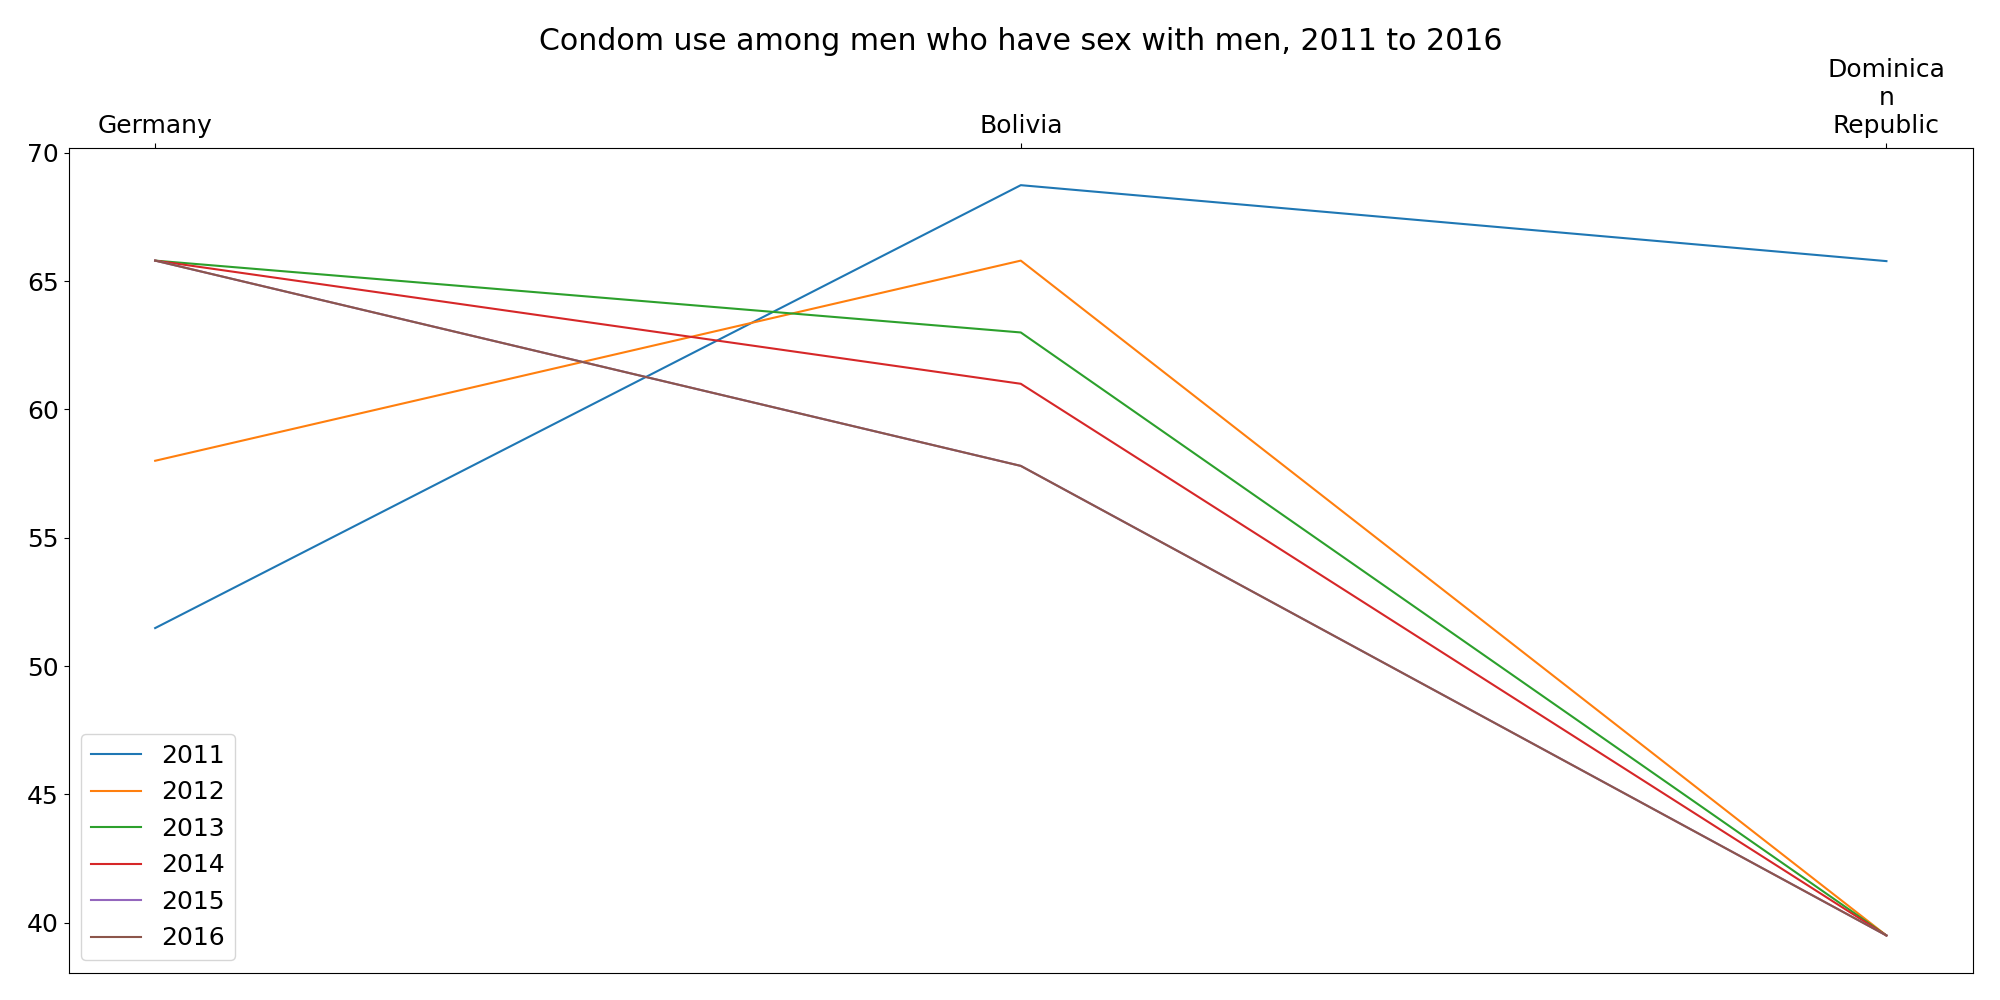 Condom use among men who have sex with men, 2011 to 2016
Germany
Bolivia
Dominica
n
Republic
70
65
60
55
50
45
40
2011
2012
2013
2014
2015
2016